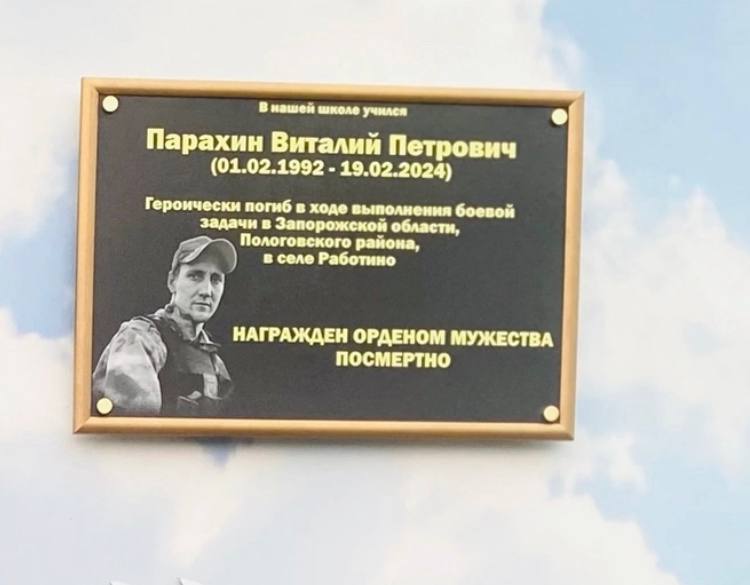 В нашей школе учился
Парахин Виталий Петрович
(01.02.1992 - 19.02.2024)
Героически погиб в ходе выполнения боевой
задачи в Запорожской области,
Пологовского района,
в селе Работино
НАГРАЖДЕН ОРДЕНОМ МУЖЕСТВА
ПОСМЕРТНО